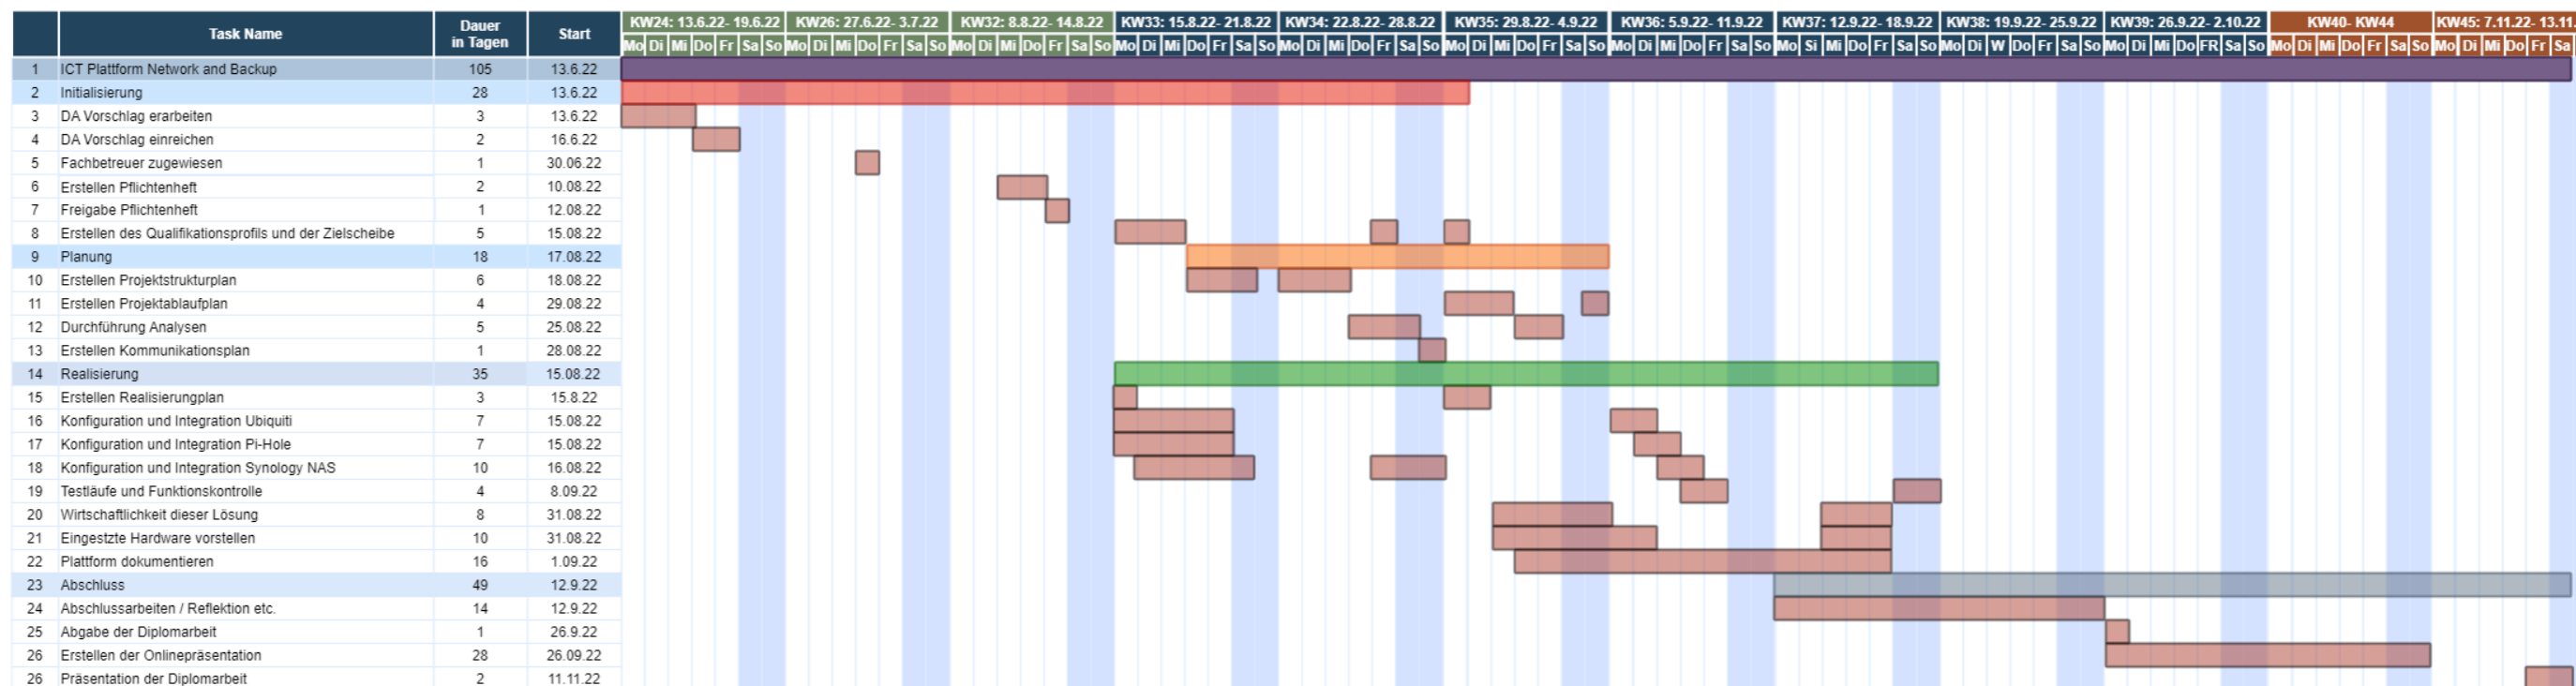 Task Name Dauer in Tagen Start KW24: 13.6.22- 19.6.22 KW26: 27.6.22- 3.7.22 KW32: 8.8.22- 14.8.22 KW33: 15.8.22- 21.8.22 KW34: 22.8.22- 28.8.22 KW35: 29.8.22- 4.9.22 KW36: 5.9.22- 11.9.22 KW37: 12.9.22- 18.9.22 KW38: 19.9.22- 25.9.22 KW39: 26.9.22- 2.10.22 KW40- KW44 KW45: 7.11.22- 13.11.
Mo Di Mi Do Fr Sa So Mo Di Mi Do Fr Sa So Mo Di Mi Do Fr Sa So Mo Di Mi Do Fr Sa So Mo Di Mi Do Fr Sa So Mo Di Mi Do Fr Sa So Mo Di Mi Do Fr Sa So Mo Si Mi Do Fr Sa So Mo Di W Do Fr Sa So Mo Di Mi Do FR Sa So Mo Di Mi Do Fr Sa So Mo Di Mi Do Fr Sa
1 ICT Plattform Network and Backup 105 13.6.22
2 Initialisierung 28 13.6.22
3 DA Vorschlag erarbeiten 3 13.6.22
4 DA Vorschlag einreichen 2 16.6.22
5 Fachbetreuer zugewiesen 1 30.06.22
6 Erstellen Pflichtenheft 2 10.08.22
7 Freigabe Pflichtenheft 1 12.08.22
8 Erstellen des Qualifikationsprofils und der Zielscheibe 5 15.08.22
9 Planung 18 17.08.22
10 Erstellen Projektstrukturplan 6 18.08.22
11 Erstellen Projektablaufplan 4 29.08.22
12 Durchführung Analysen 5 25.08.22
13 Erstellen Kommunikationsplan 1 28.08.22
14 Realisierung 35 15.08.22
15 Erstellen Realisierungplan 3 15.8.22
16 Konfiguration und Integration Ubiquiti 7 15.08.22
17 Konfiguration und Integration Pi-Hole 7 15.08.22
18 Konfiguration und Integration Synology NAS 10 16.08.22
19 Testläufe und Funktionskontrolle 4 8.09.22
20 Wirtschaftlichkeit dieser Lösung 8 31.08.22
21 Eingestzte Hardware vorstellen 10 31.08.22
22 Plattform dokumentieren 16 1.09.22
23 Abschluss 49 12.9.22
24 Abschlussarbeiten / Reflektion etc. 14 12.9.22
25 Abgabe der Diplomarbeit 1 26.9.22
26 Erstellen der Onlinepräsentation 28 26.09.22
26 Präsentation der Diplomarbeit 2 11.11.22